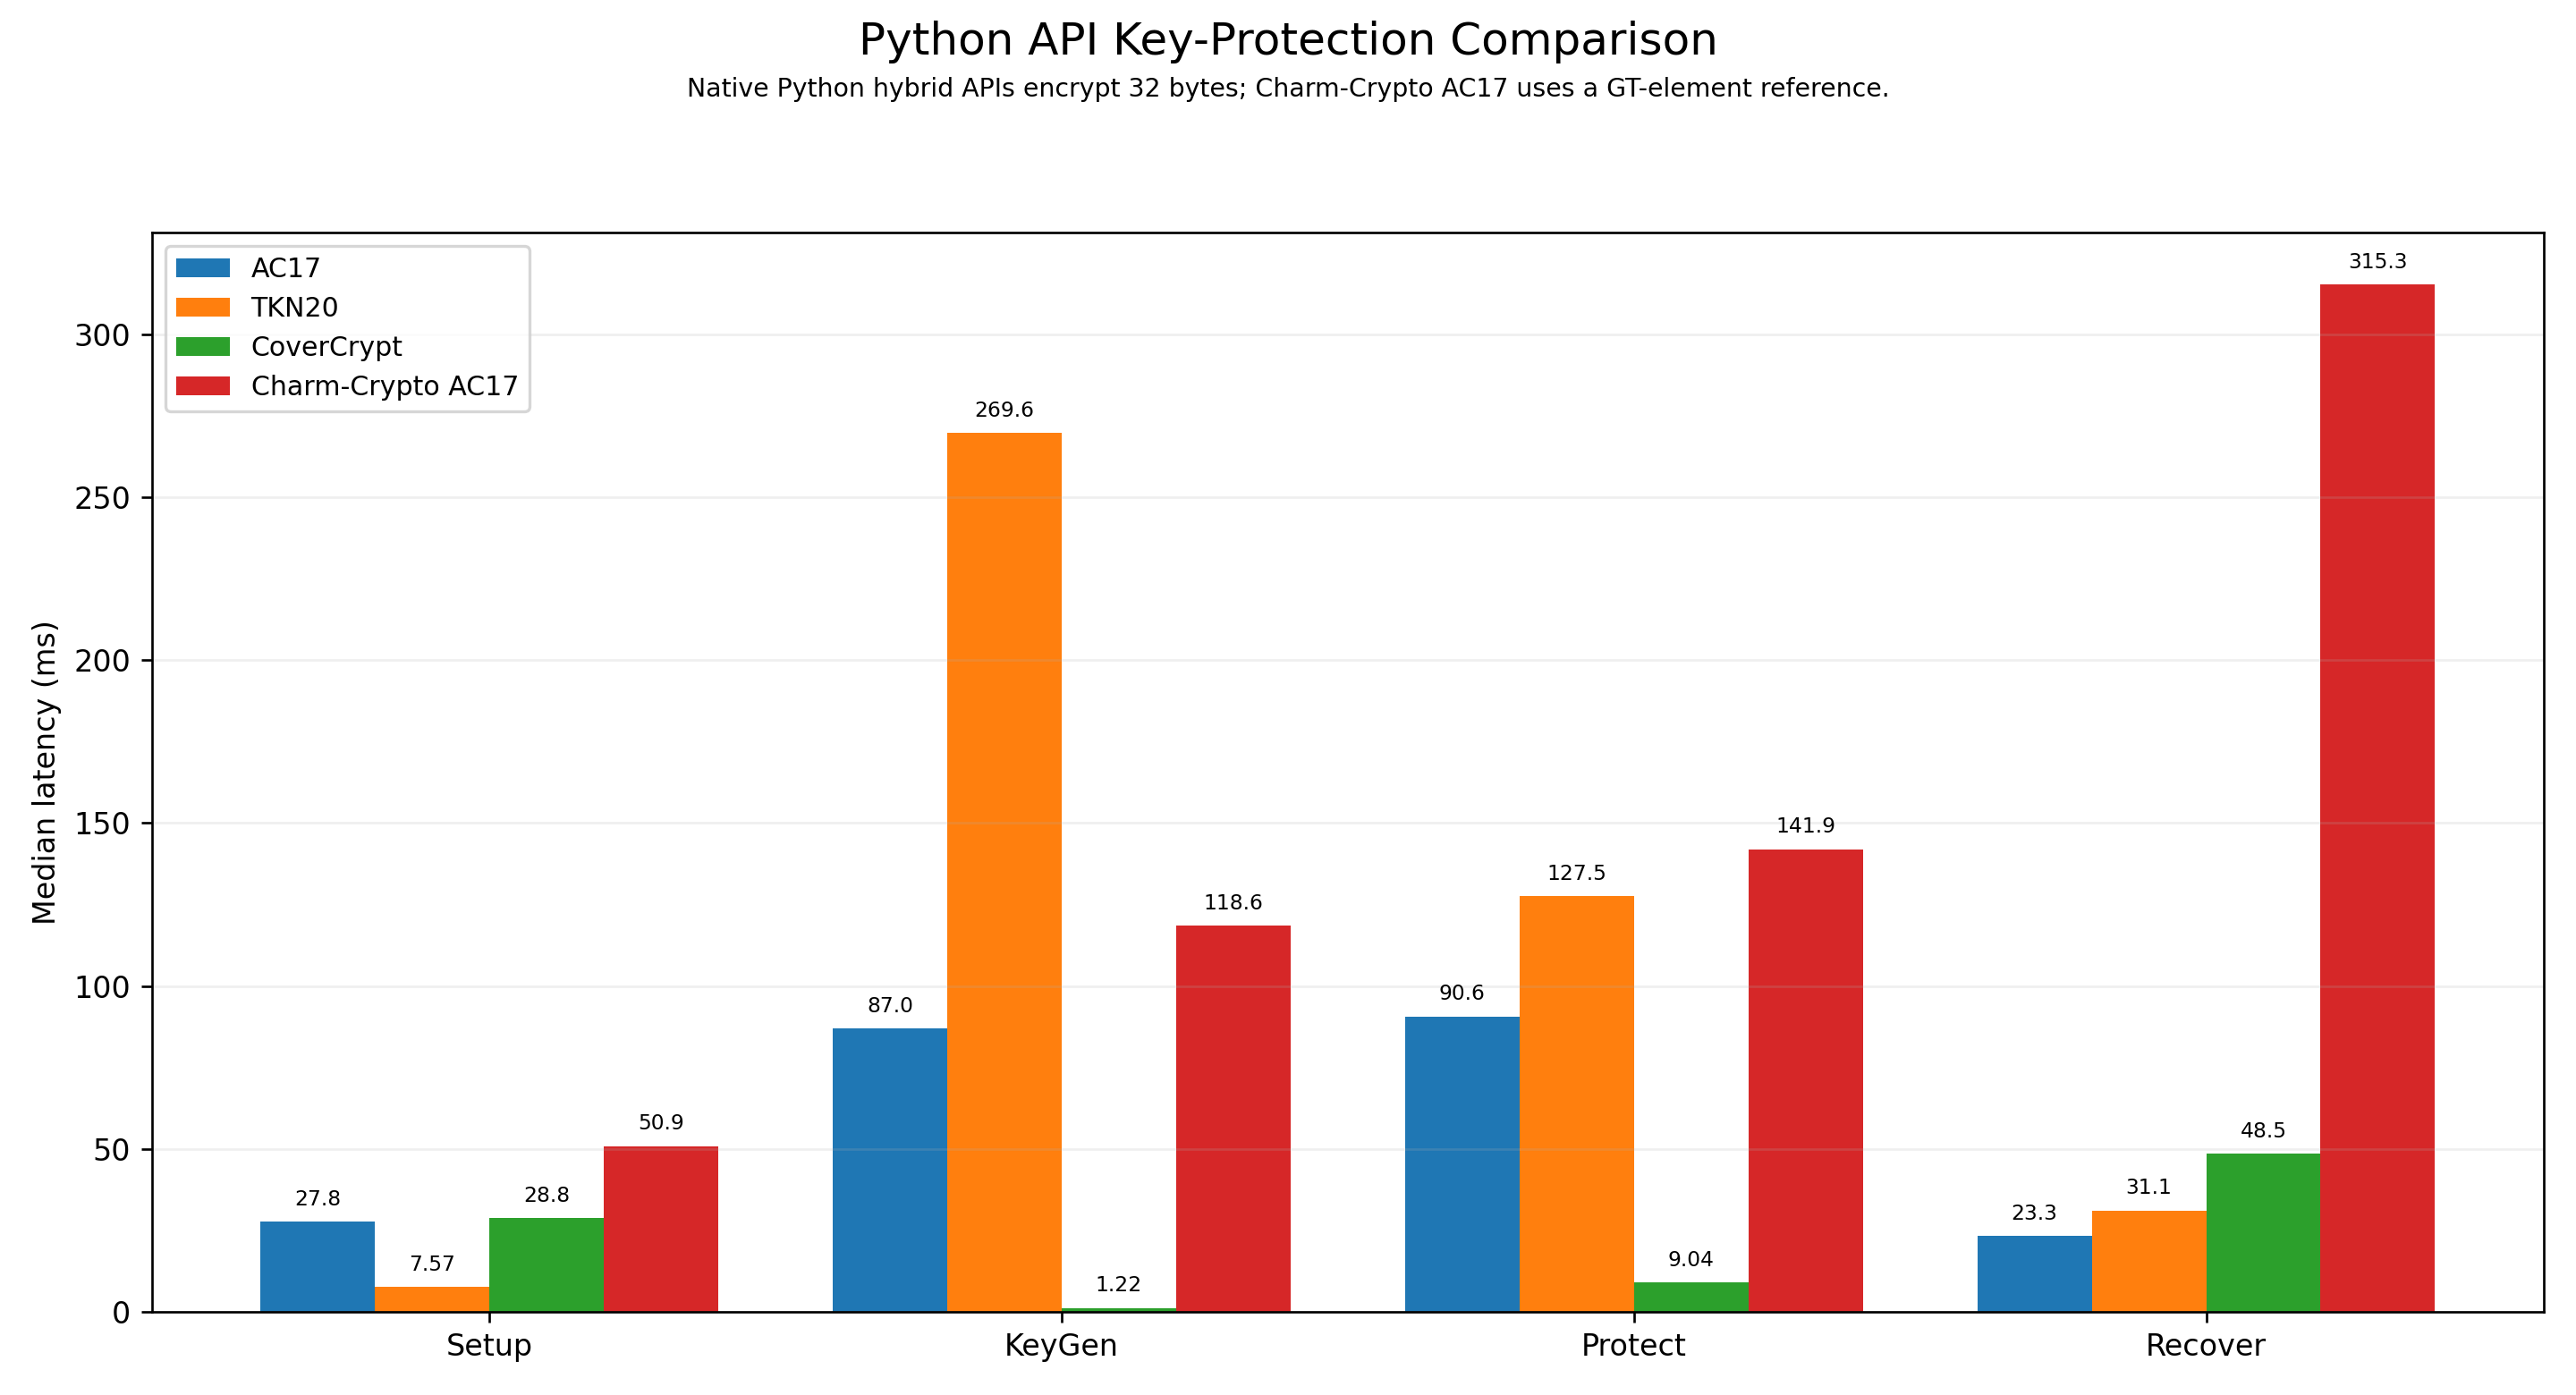 Python API Key-Protection Comparison
Native Python hybrid APIs encrypt 32 bytes; Charm-Crypto AC17 uses a GT-element reference.
AC17
TKN20
CoverCrypt
Charm-Crypto AC17
Median latency (ms)
300
250
200
150
100
50
0
27.8
7.57
28.8
50.9
87.0
269.6
1.22
118.6
90.6
127.5
9.04
141.9
23.3
31.1
48.5
315.3
Setup
KeyGen
Protect
Recover